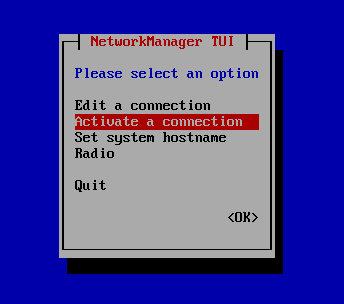 NetworkManager TUI
Please select an option
Edit a connection
Activate a connection
Set system hostname
Radio
Quit
<OK>